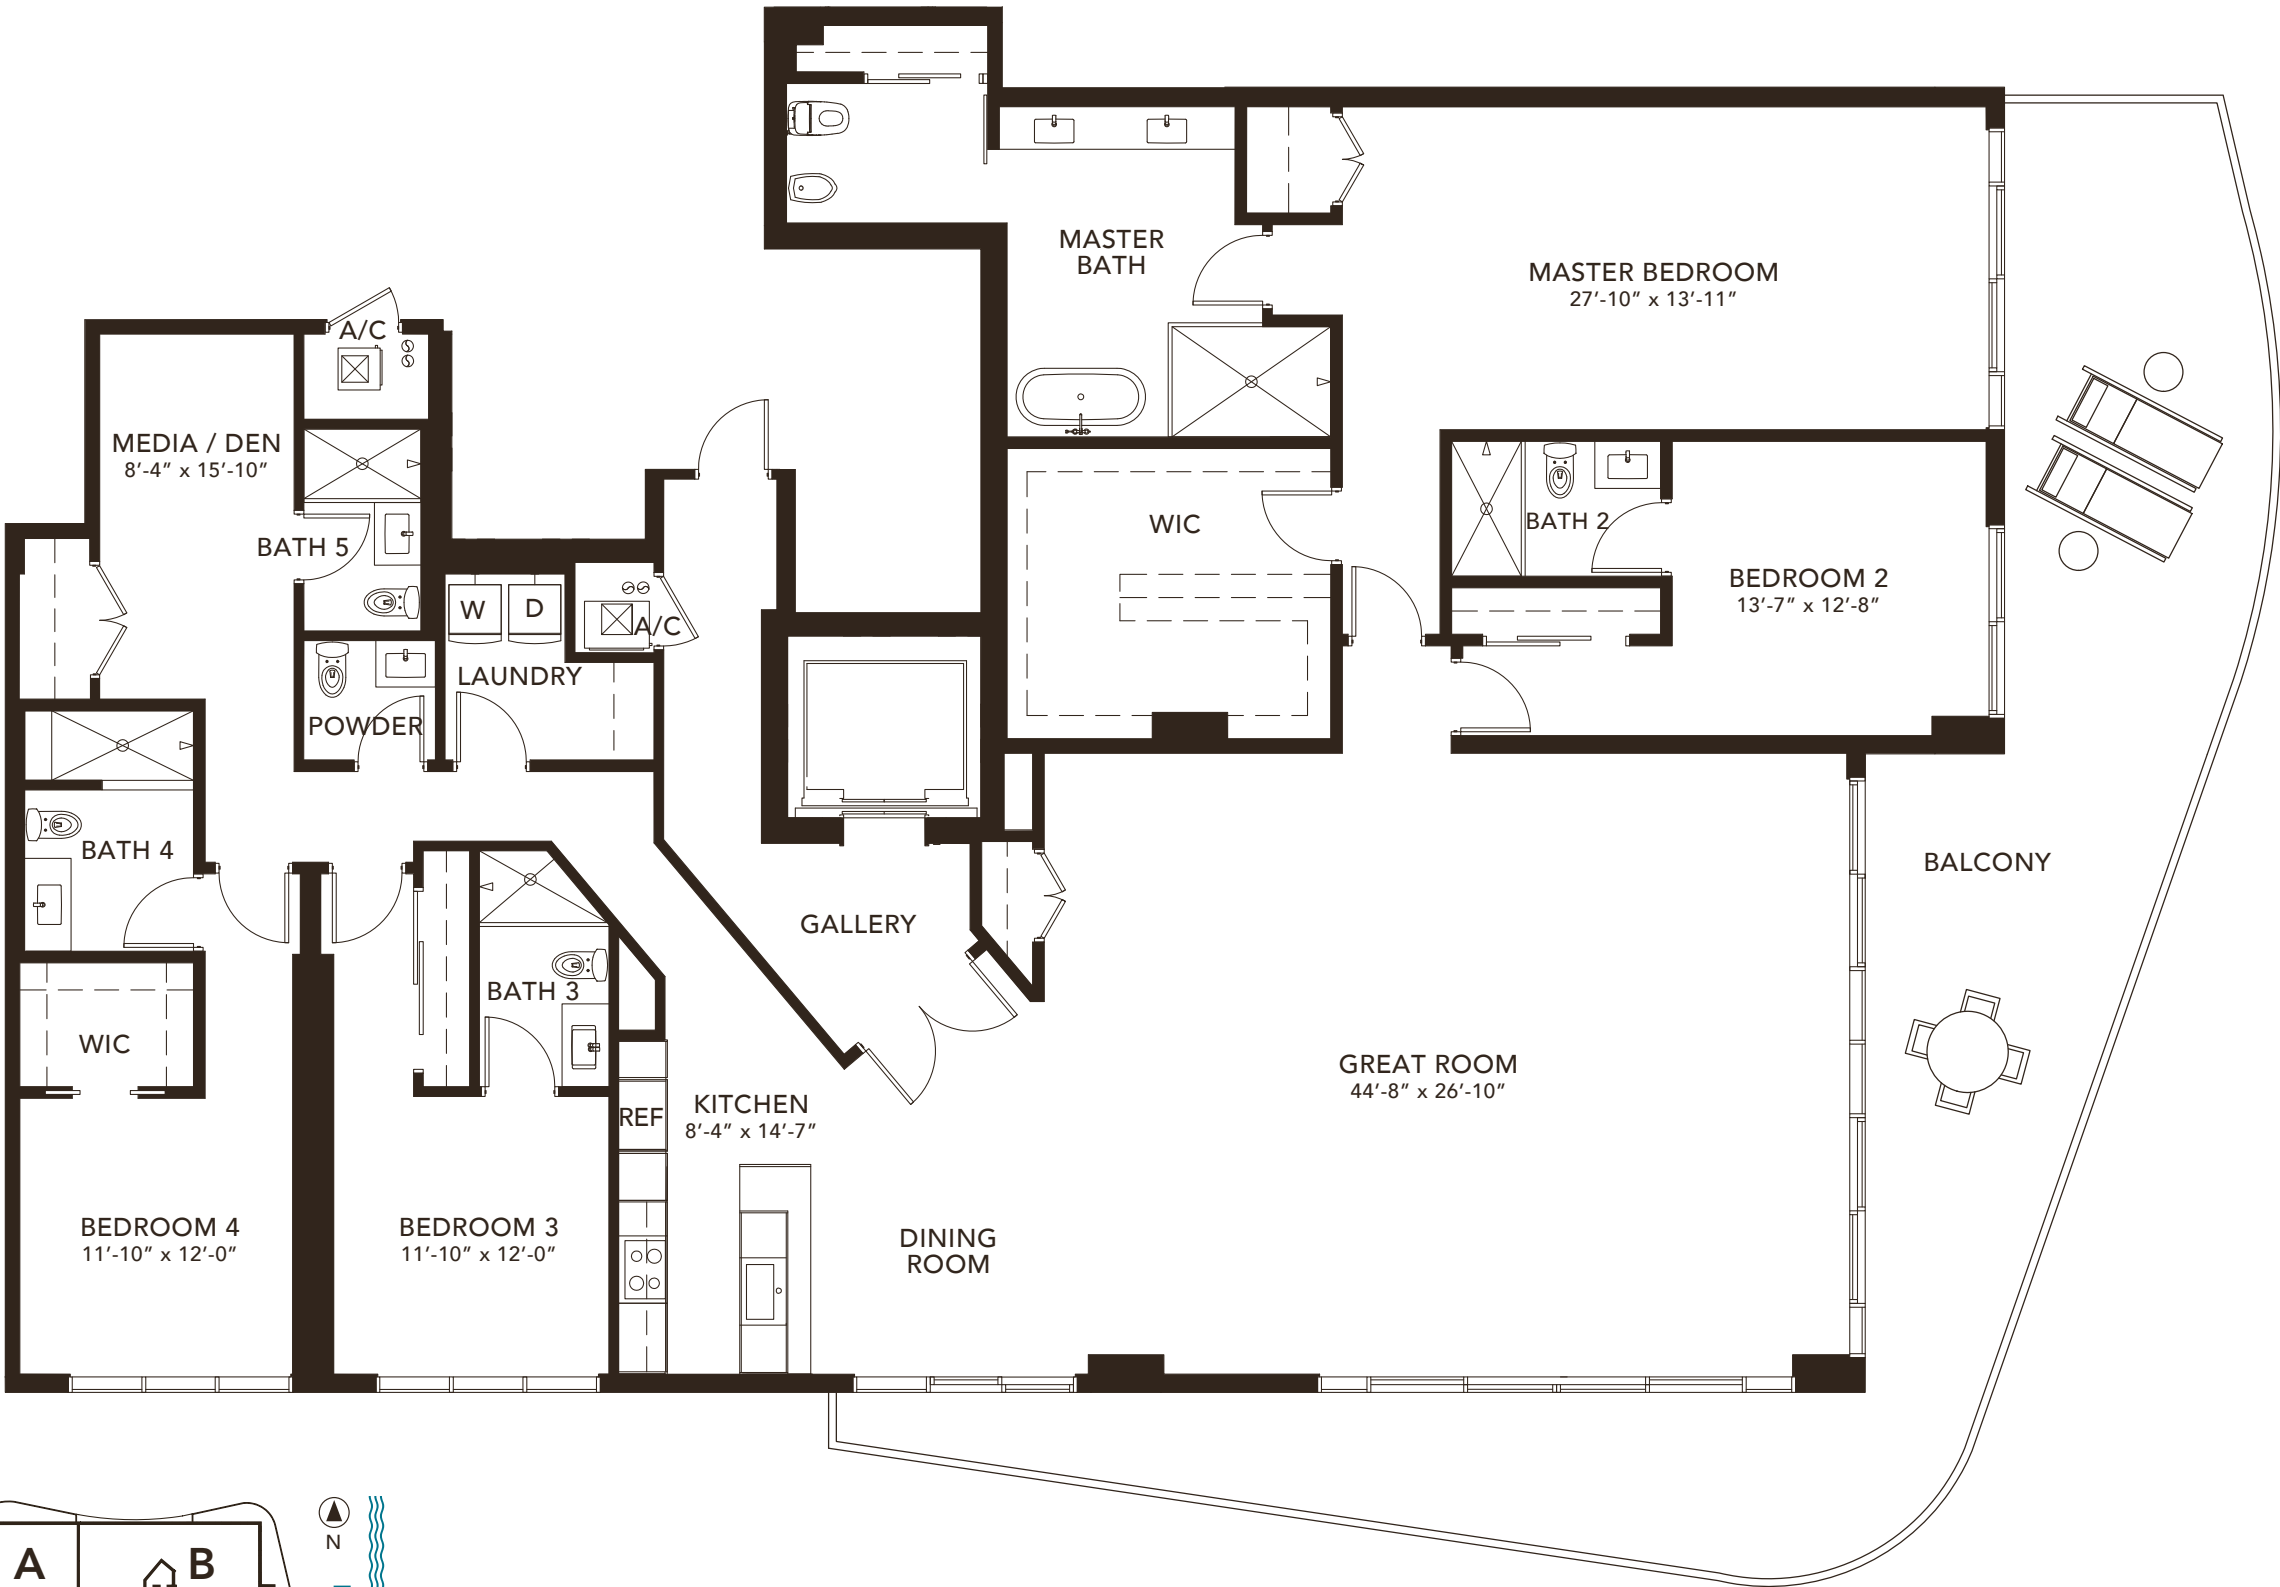 MASTER
BATH
MASTER BEDROOM
27'-10" x 13'-11"
A/C
MEDIA / DEN
8'-4" x 15'-10"
BATH 5
WIC
BATH 2
BEDROOM 2
13'-7" x 12'-8"
W
D
A/C
LAUNDRY
POWDER
BATH 4
GALLERY
BALCONY
BATH 3
WIC
GREAT ROOM
44'-8" x 26'-10"
REF
KITCHEN
8'-4" x 14'-7"
BEDROOM 4
11'-10" x 12'-0"
BEDROOM 3
11'-10" x 12'-0"
DINING
ROOM
N
A
B